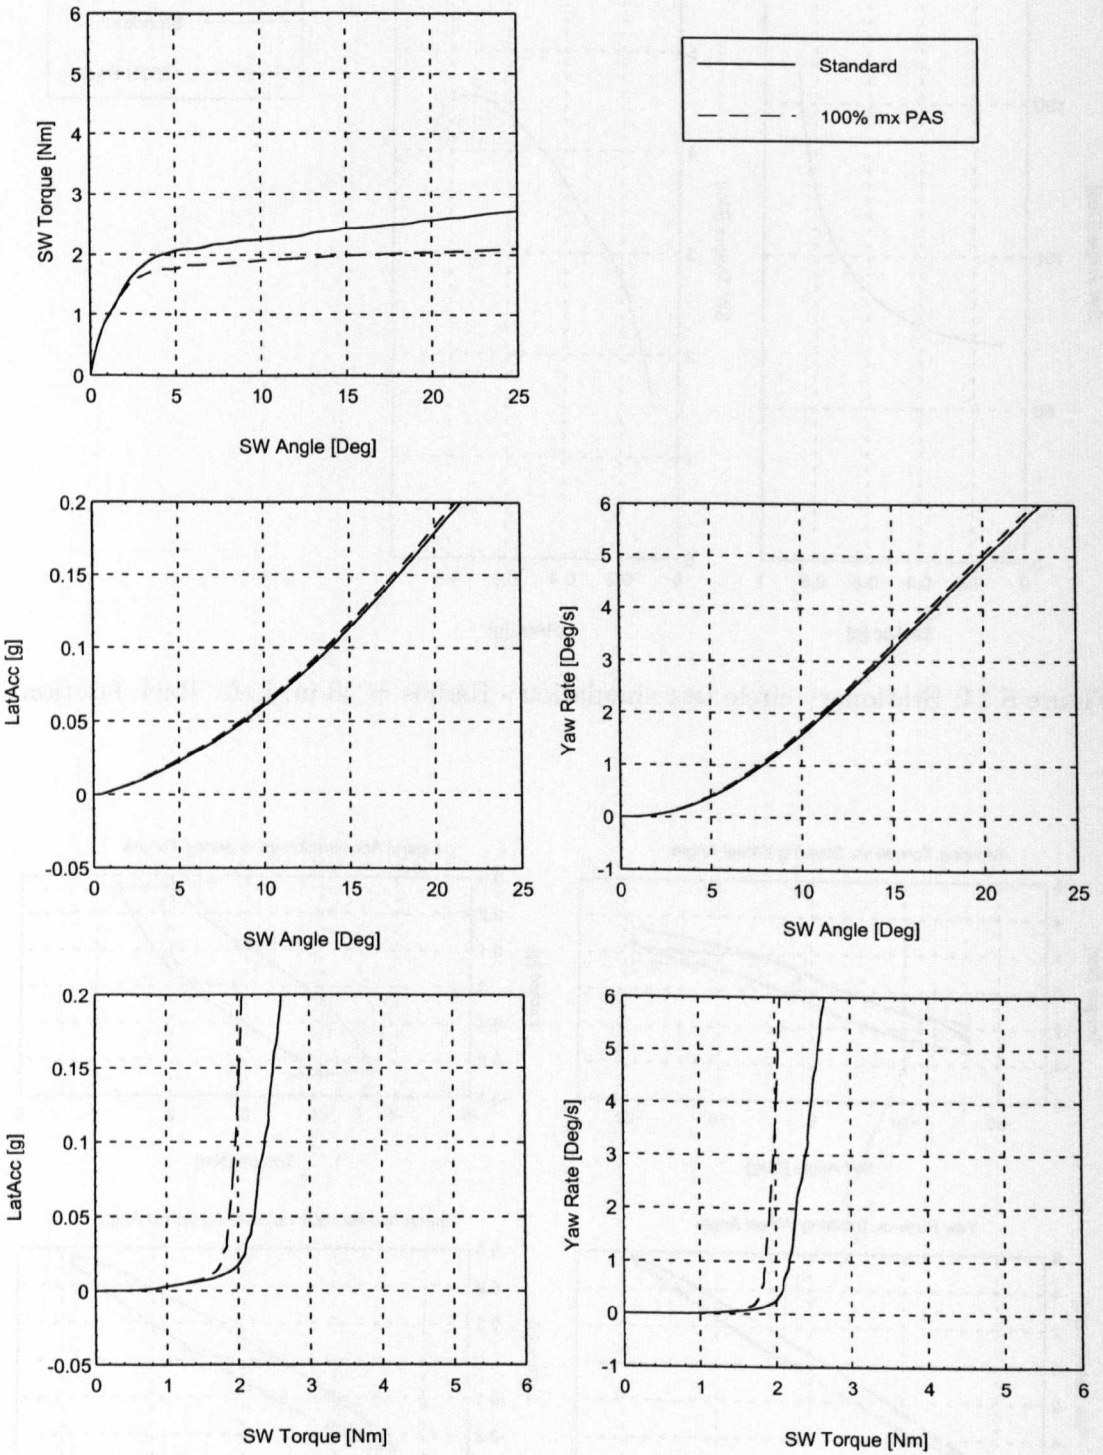 6
5
4
3
2
1
0
SW Torque [Nm]
0 5 10 15 20 25
SW Angle [Deg]
Standard
100% mx PAS
0.2
0.15
0.1
0.05
0
-0.05
LatAcc [g]
0 5 10 15 20 25
SW Angle [Deg]
6
5
4
3
2
1
0
-1
Yaw Rate [Deg/s]
0 5 10 15 20 25
SW Angle [Deg]
0.2
0.15
0.1
0.05
0
-0.05
LatAcc [g]
0 1 2 3 4 5 6
SW Torque [Nm]
6
5
4
3
2
1
0
-1
Yaw Rate [Deg/s]
0 1 2 3 4 5 6
SW Torque [Nm]